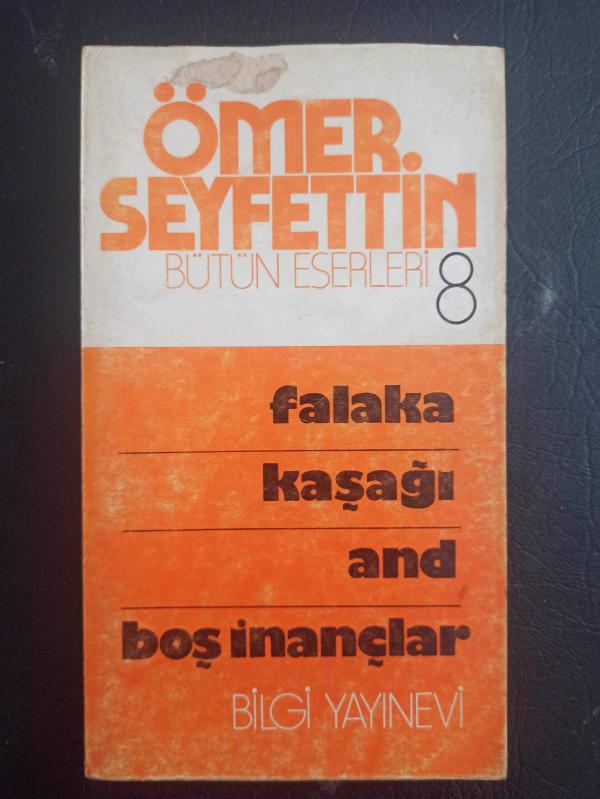 ÖMER
SEYFETTİN
BÜTÜN ESERLERİ 8
falaka
kaşağı
and
boş inançlar
BİLGİ YAYINEVİ